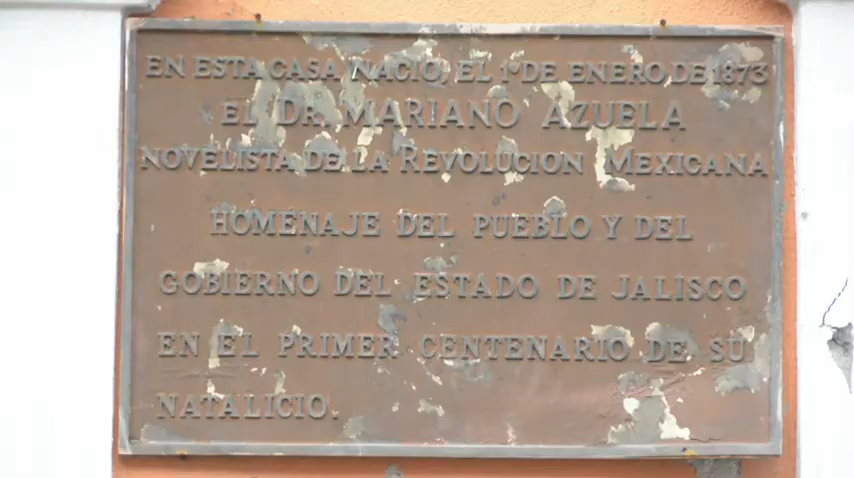 EN ESTA CASA NACIO, EL 1º DE ENERO DE 1873
EL DR. MARIANO AZUELA
NOVELISTA DE LA REVOLUCION MEXICANA
HOMENAJE DEL PUEBLO Y DEL
GOBIERNO DEL ESTADO DE JALISCO
EN EL PRIMER CENTENARIO DE SU
NATALICIO.